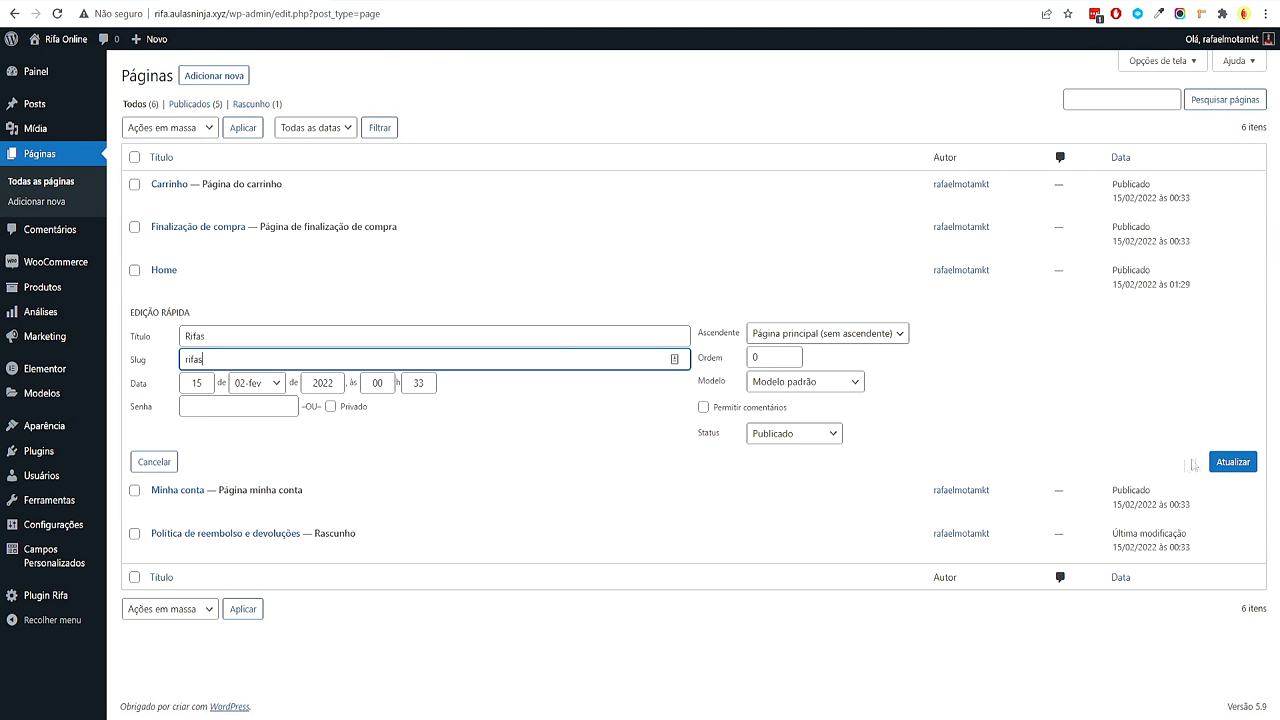 Não seguro | rifa.aulasninja.xyz/wp-admin/edit.php?post_type=page
1
Rifa Online 0 Novo Olá, rafaelmotamkt
Opções de tela Ajuda
Painel
Posts
Mídia
Páginas
Todas as páginas
Adicionar nova
Comentários
WooCommerce
Produtos
Análises
Marketing
Elementor
Modelos
Aparência
Plugins
Usuários
Ferramentas
Configurações
Campos
Personalizados
Plugin Rifa
Recolher menu
Páginas Adicionar nova
Todos (6) | Publicados (5) | Rascunho (1)
Pesquisar páginas
Ações em massa Aplicar Todas as datas Filtrar 6 itens
Título Autor Data
Carrinho — Página do carrinho rafaelmotamkt — Publicado
15/02/2022 às 00:33
Finalização de compra — Página de finalização de compra rafaelmotamkt — Publicado
15/02/2022 às 00:33
Home rafaelmotamkt — Publicado
15/02/2022 às 01:29
EDIÇÃO RÁPIDA
Título Rifas
Slug rifas
Data 15 de 02-fev de 2022 , às 00 h 33
Senha –OU– Privado
Ascendente Página principal (sem ascendente)
Ordem 0
Modelo Modelo padrão
Permitir comentários
Status Publicado
Cancelar Atualizar
Minha conta — Página minha conta rafaelmotamkt — Publicado
15/02/2022 às 00:33
Política de reembolso e devoluções — Rascunho rafaelmotamkt — Última modificação
15/02/2022 às 00:33
Título Autor Data
Ações em massa Aplicar 6 itens
Obrigado por criar com WordPress. Versão 5.9